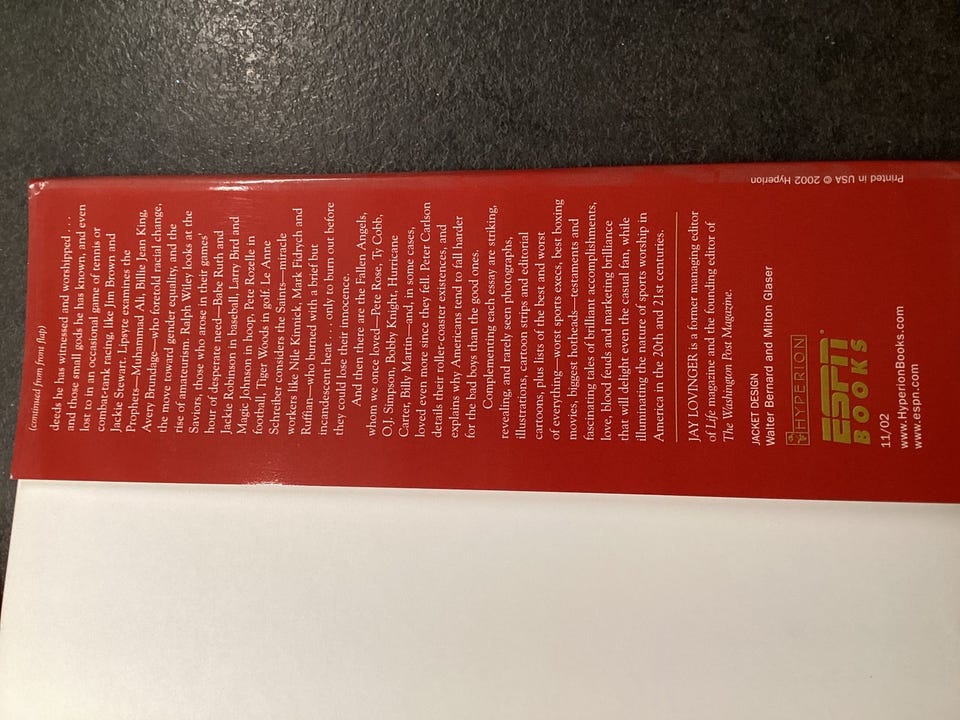 (continued from front flap)
deeds he has witnessed and worshipped . . .
and those small gods he has known, and even
lost to in an occasional game of tennis or
combat-tank racing, like Jim Brown and
Jackie Stewart. Lipsyte examines the
Prophets—Muhammad Ali, Billie Jean King,
Avery Brundage—who foretold racial change,
the move toward gender equality, and the
rise of amateurism. Ralph Wiley looks at the
Saviors, those who arose in their games'
hour of desperate need—Babe Ruth and
Jackie Robinson in baseball, Larry Bird and
Magic Johnson in hoop, Pete Rozelle in
football, Tiger Woods in golf. Le Anne
Schreiber considers the Saints—miracle
workers like Nile Kinnick, Mark Fidrych and
Ruffian—who burned with a brief but
incandescent heat . . . only to burn out before
they could lose their innocence.
And then there are the Fallen Angels,
whom we once loved—Pete Rose, Ty Cobb,
O.J. Simpson, Bobby Knight, Hurricane
Carter, Billy Martin—and, in some cases,
loved even more since they fell. Peter Carlson
details their roller-coaster existences, and
explains why Americans tend to fall harder
for the bad boys than the good ones.
Complementing each essay are striking,
revealing, and rarely seen photographs,
illustrations, cartoon strips and editorial
cartoons, plus lists of the best and worst
of everything—worst sports execs, best boxing
movies, biggest hotheads—testaments and
fascinating tales of brilliant accomplishments,
love, blood feuds and marketing brilliance
that will delight even the casual fan, while
illuminating the nature of sports worship in
America in the 20th and 21st centuries.
JAY LOVINGER is a former managing editor
of Life magazine and the founding editor of
The Washington Post Magazine.
JACKET DESIGN
Walter Bernard and Milton Glaser
HYPERION
ESPN
BOOKS
11/02
www.HyperionBooks.com
www.espn.com
Printed in USA © 2002 Hyperion